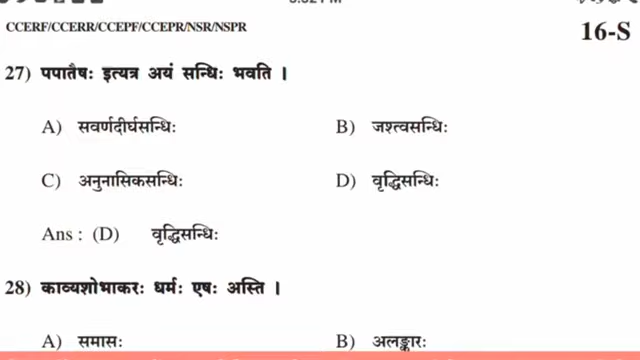 CCERF/CCERR/CCEPF/CCEPR/NSR/NSPR
16-S
27) पपातैषः इत्यत्र अयं सन्धिः भवति ।
A) सवर्णदीर्घसन्धिः B) जश्त्वसन्धिः
C) अनुनासिकसन्धिः D) वृद्धिसन्धिः
Ans : (D) वृद्धिसन्धिः
28) काव्यशोभाकरः धर्मः एषः अस्ति ।
A) समासः B) अलङ्कारः